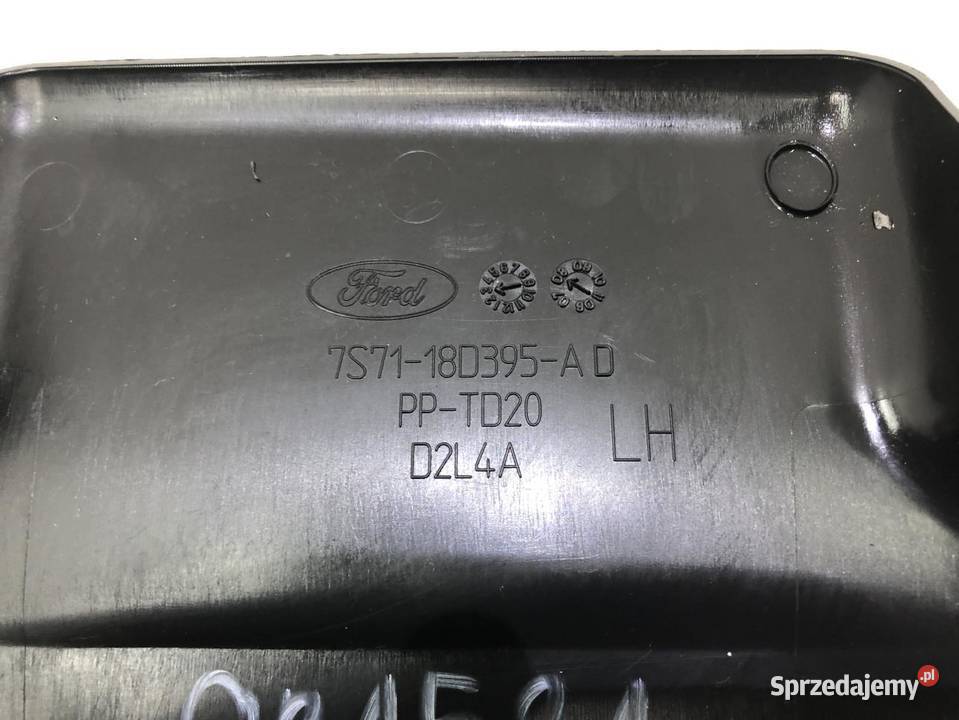 Ford
7S71-18D395-A D
PP-TD20
D2L4A
LH
Sprzedajemy.pl